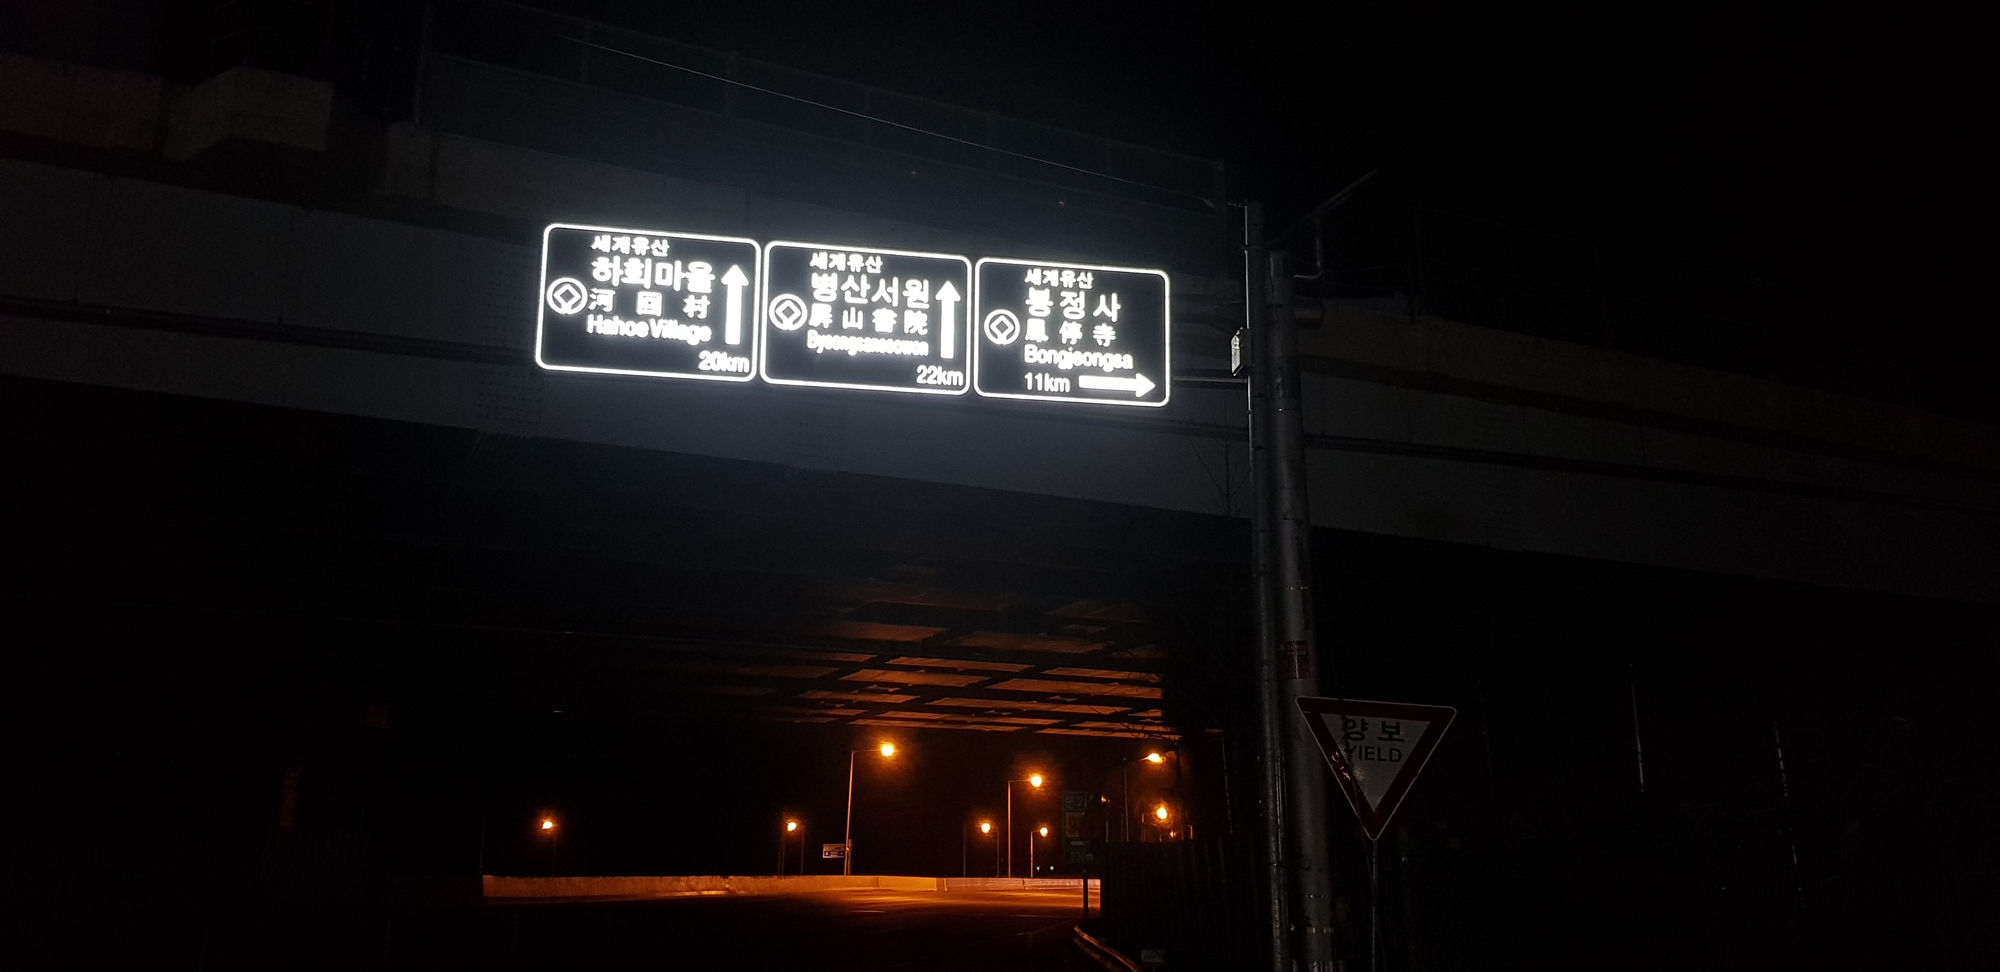 세계유산
하회마을
河回村
Hahoe Village
20km
세계유산
병산서원
屛山書院
Byeongsanseowon
22km
세계유산
봉정사
鳳停寺
Bongjeongsa
11km
양보
YIELD